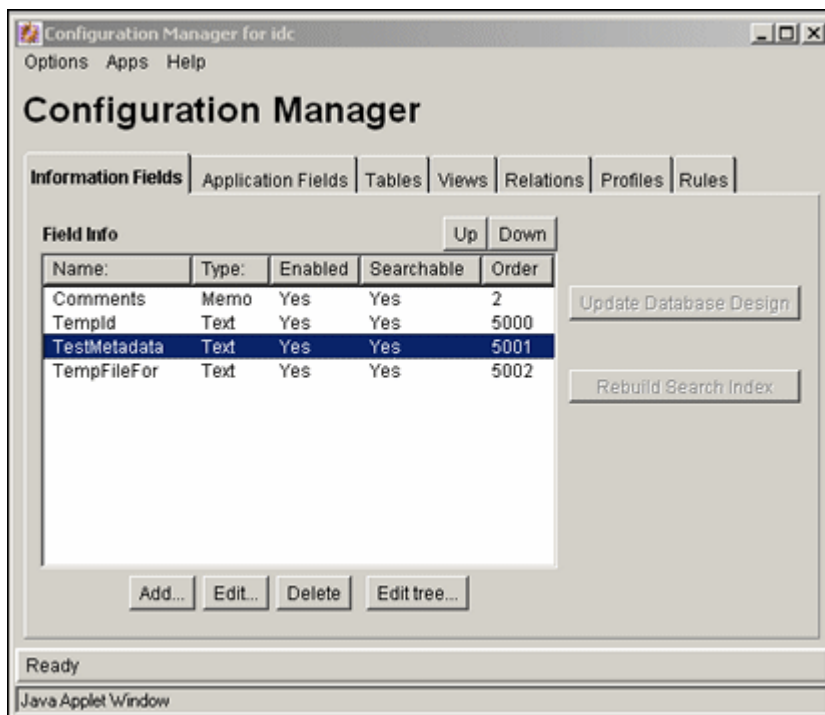 Configuration Manager for idc
Options Apps Help
Configuration Manager
Information Fields Application Fields Tables Views Relations Profiles Rules
Field Info Up Down
Name: Type: Enabled Searchable Order
Comments Memo Yes Yes 2
TempId Text Yes Yes 5000
TestMetadata Text Yes Yes 5001
TempFileFor Text Yes Yes 5002
Update Database Design
Rebuild Search Index
Add... Edit... Delete Edit tree...
Ready
Java Applet Window